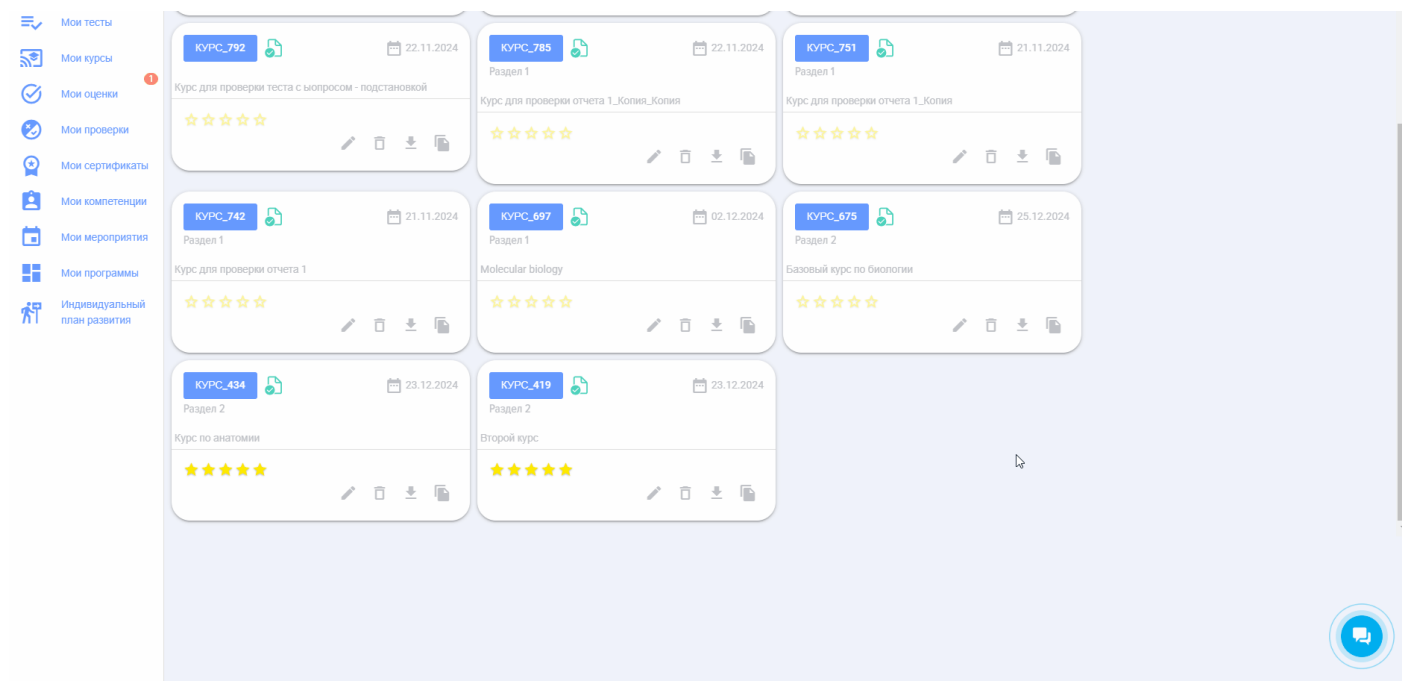 Мои тесты
Мои курсы
1
Мои оценки
Мои проверки
Мои сертификаты
Мои компетенции
Мои мероприятия
Мои программы
Индивидуальный
план развития
КУРС_792
22.11.2024
Курс для проверки теста с ыопросом - подстановкой
КУРС_785
22.11.2024
Раздел 1
Курс для проверки отчета 1_Копия_Копия
КУРС_751
21.11.2024
Раздел 1
Курс для проверки отчета 1_Копия
КУРС_742
21.11.2024
Раздел 1
Курс для проверки отчета 1
КУРС_697
02.12.2024
Раздел 1
Molecular biology
КУРС_675
25.12.2024
Раздел 2
Базовый курс по биологии
КУРС_434
23.12.2024
Раздел 2
Курс по анатомии
КУРС_419
23.12.2024
Раздел 2
Второй курс